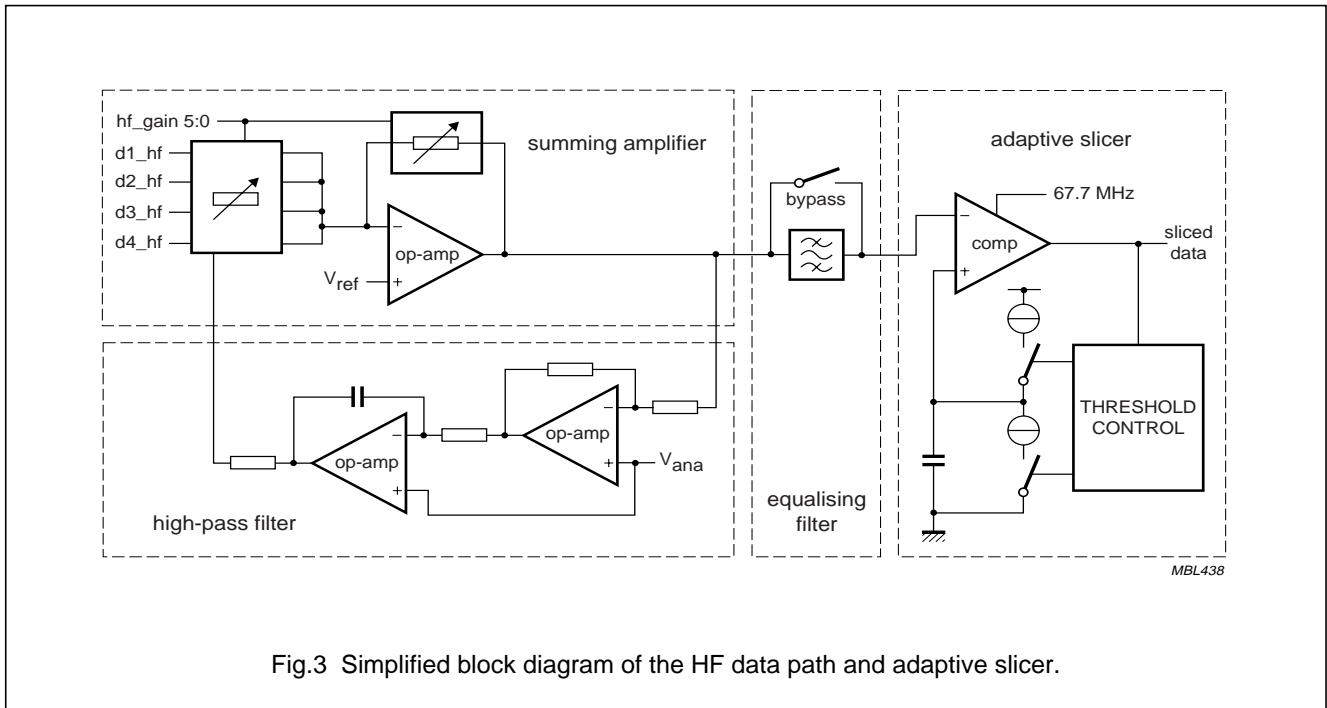 hf_gain 5:0
d1_hf
d2_hf
d3_hf
d4_hf
summing amplifier
−
op-amp
+
Vref
high-pass filter
−
op-amp
+
−
op-amp
+
Vana
bypass
equalising
filter
adaptive slicer
67.7 MHz
−
comp
+
sliced
data
THRESHOLD
CONTROL
MBL438
Fig.3 Simplified block diagram of the HF data path and adaptive slicer.